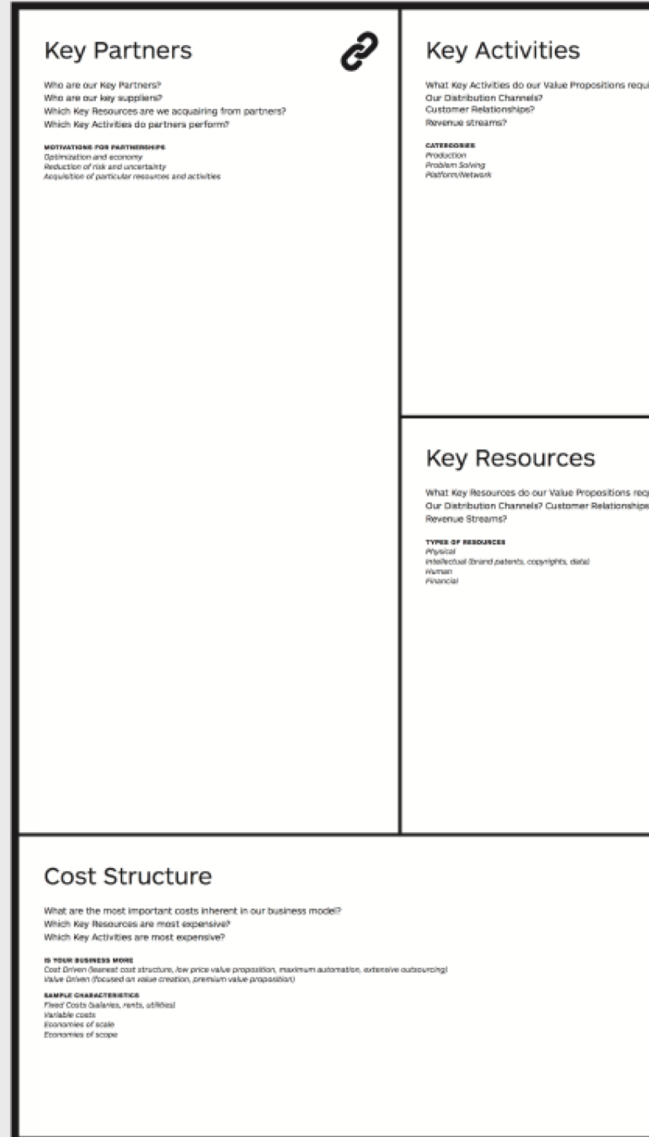 Key Partners
Who are our Key Partners?
Who are our key suppliers?
Which Key Resources are we acquairing from partners?
Which Key Activities do partners perform?
MOTIVATIONS FOR PARTNERSHIPS
Optimization and economy
Reduction of risk and uncertainty
Acquisition of particular resources and activities
Key Activities
What Key Activities do our Value Propositions requi
Our Distribution Channels?
Customer Relationships?
Revenue streams?
CATERGORIES
Production
Problem Solving
Platform/Network
Key Resources
What Key Resources do our Value Propositions req
Our Distribution Channels? Customer Relationships
Revenue Streams?
TYPES OF RESOURCES
Physical
Intellectual (brand patents, copyrights, data)
Human
Financial
Cost Structure
What are the most important costs inherent in our business model?
Which Key Resources are most expensive?
Which Key Activities are most expensive?
IS YOUR BUSINESS MORE
Cost Driven (leanest cost structure, low price value proposition, maximum automation, extensive outsourcing)
Value Driven (focused on value creation, premium value proposition)
SAMPLE CHARACTERISTICS
Fixed Costs (salaries, rents, utilities)
Variable costs
Economies of scale
Economies of scope